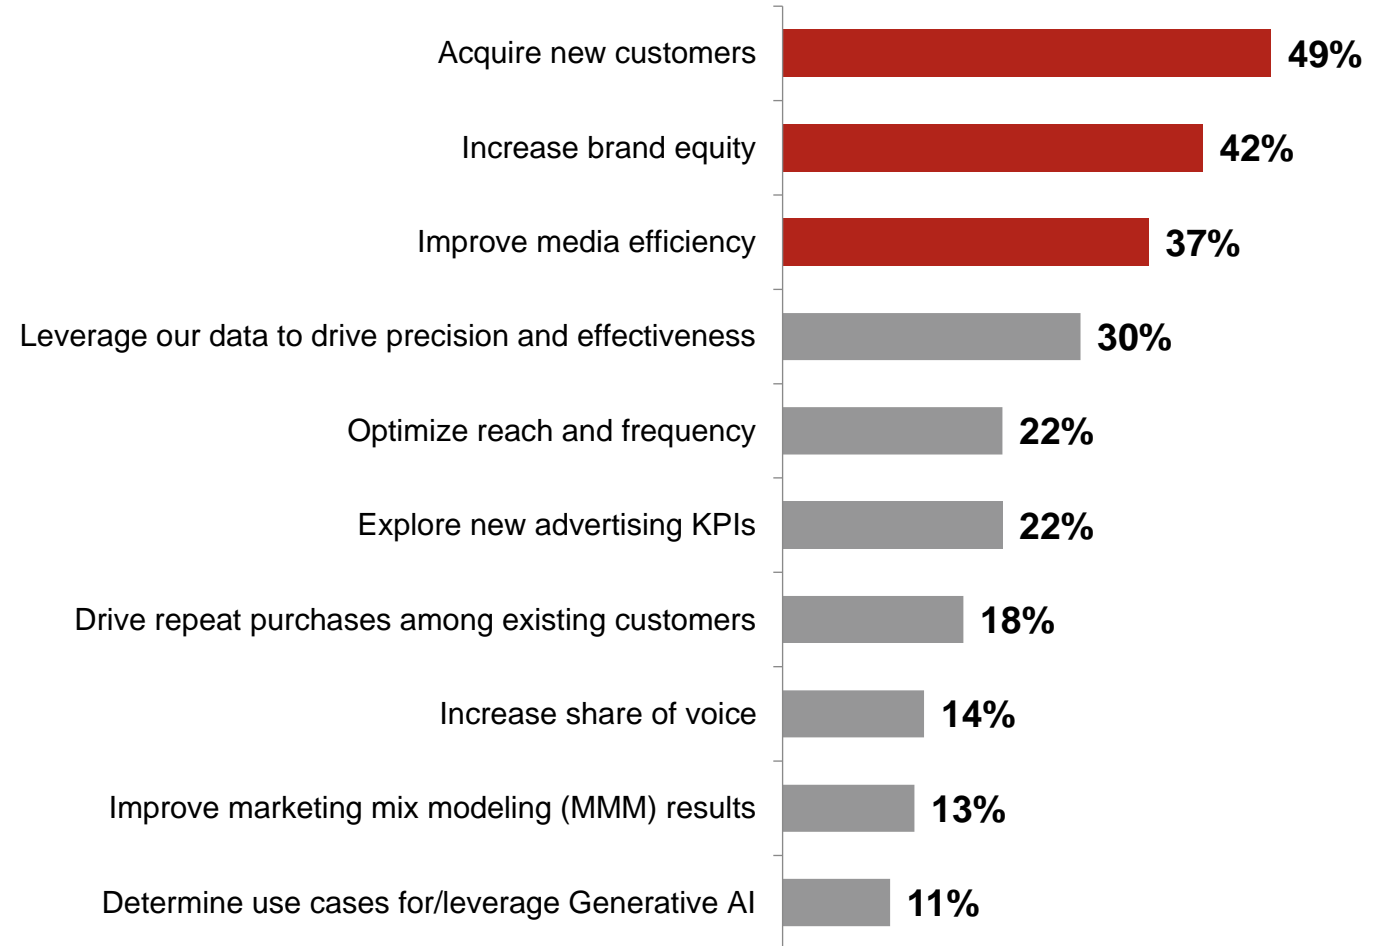 Acquire new customers 49%
Increase brand equity 42%
Improve media efficiency 37%
Leverage our data to drive precision and effectiveness 30%
Optimize reach and frequency 22%
Explore new advertising KPIs 22%
Drive repeat purchases among existing customers 18%
Increase share of voice 14%
Improve marketing mix modeling (MMM) results 13%
Determine use cases for/leverage Generative AI 11%